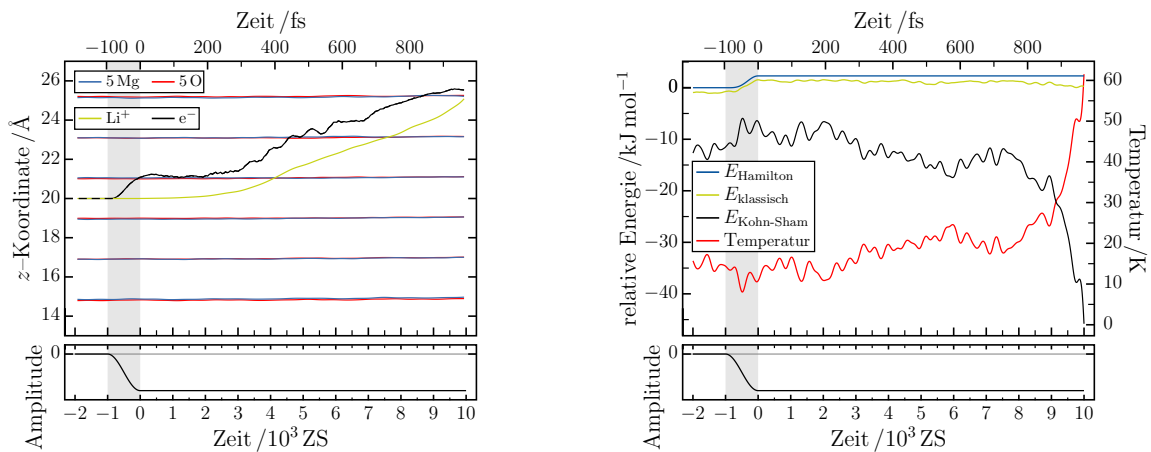 Zeit / fs
−100 0 200 400 600 800
26
24
22
20
18
16
14
z–Koordinate / Å
5 Mg 5 O
Li⁺ e⁻
0
Amplitude
−2 −1 0 1 2 3 4 5 6 7 8 9 10
Zeit / 10³ ZS
Zeit / fs
−100 0 200 400 600 800
0
−10
−20
−30
−40
relative Energie / kJ mol⁻¹
60
50
40
30
20
10
0
Temperatur / K
E_Hamilton
E_klassisch
E_Kohn-Sham
Temperatur
0
Amplitude
−2 −1 0 1 2 3 4 5 6 7 8 9 10
Zeit / 10³ ZS